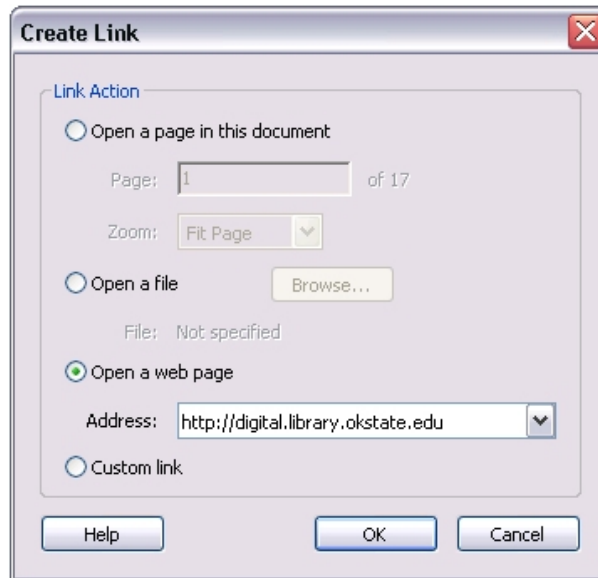 Create Link
Link Action
Open a page in this document
Page: 1 of 17
Zoom: Fit Page
Open a file Browse...
File: Not specified
Open a web page
Address: http://digital.library.okstate.edu
Custom link
Help OK Cancel